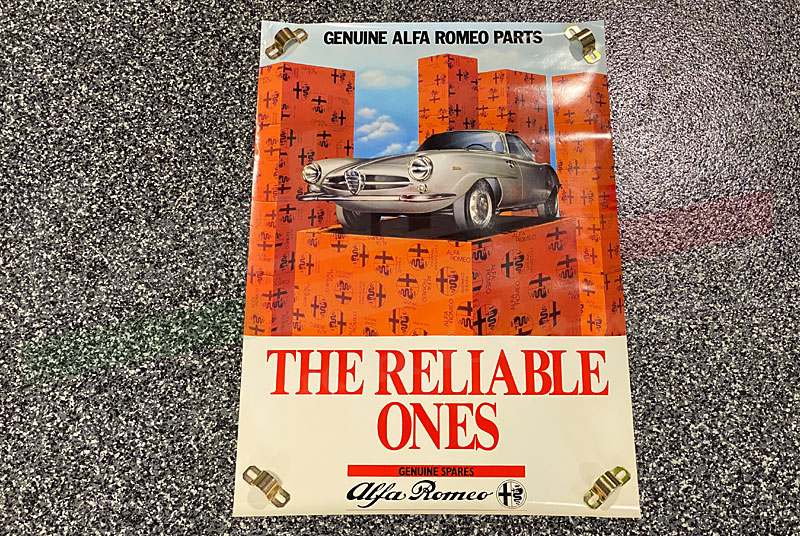 GENUINE ALFA ROMEO PARTS
THE RELIABLE
ONES
GENUINE SPARES
Alfa Romeo